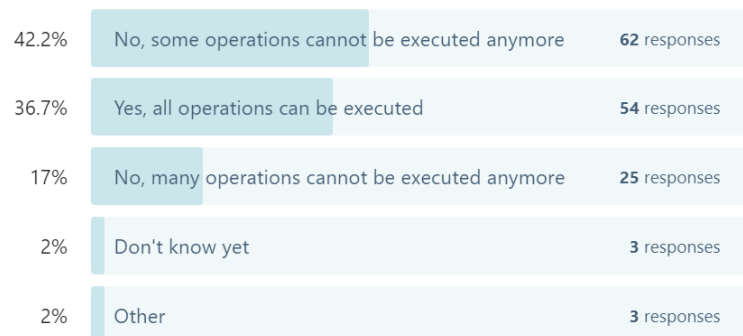 42.2% No, some operations cannot be executed anymore 62 responses
36.7% Yes, all operations can be executed 54 responses
17% No, many operations cannot be executed anymore 25 responses
2% Don't know yet 3 responses
2% Other 3 responses